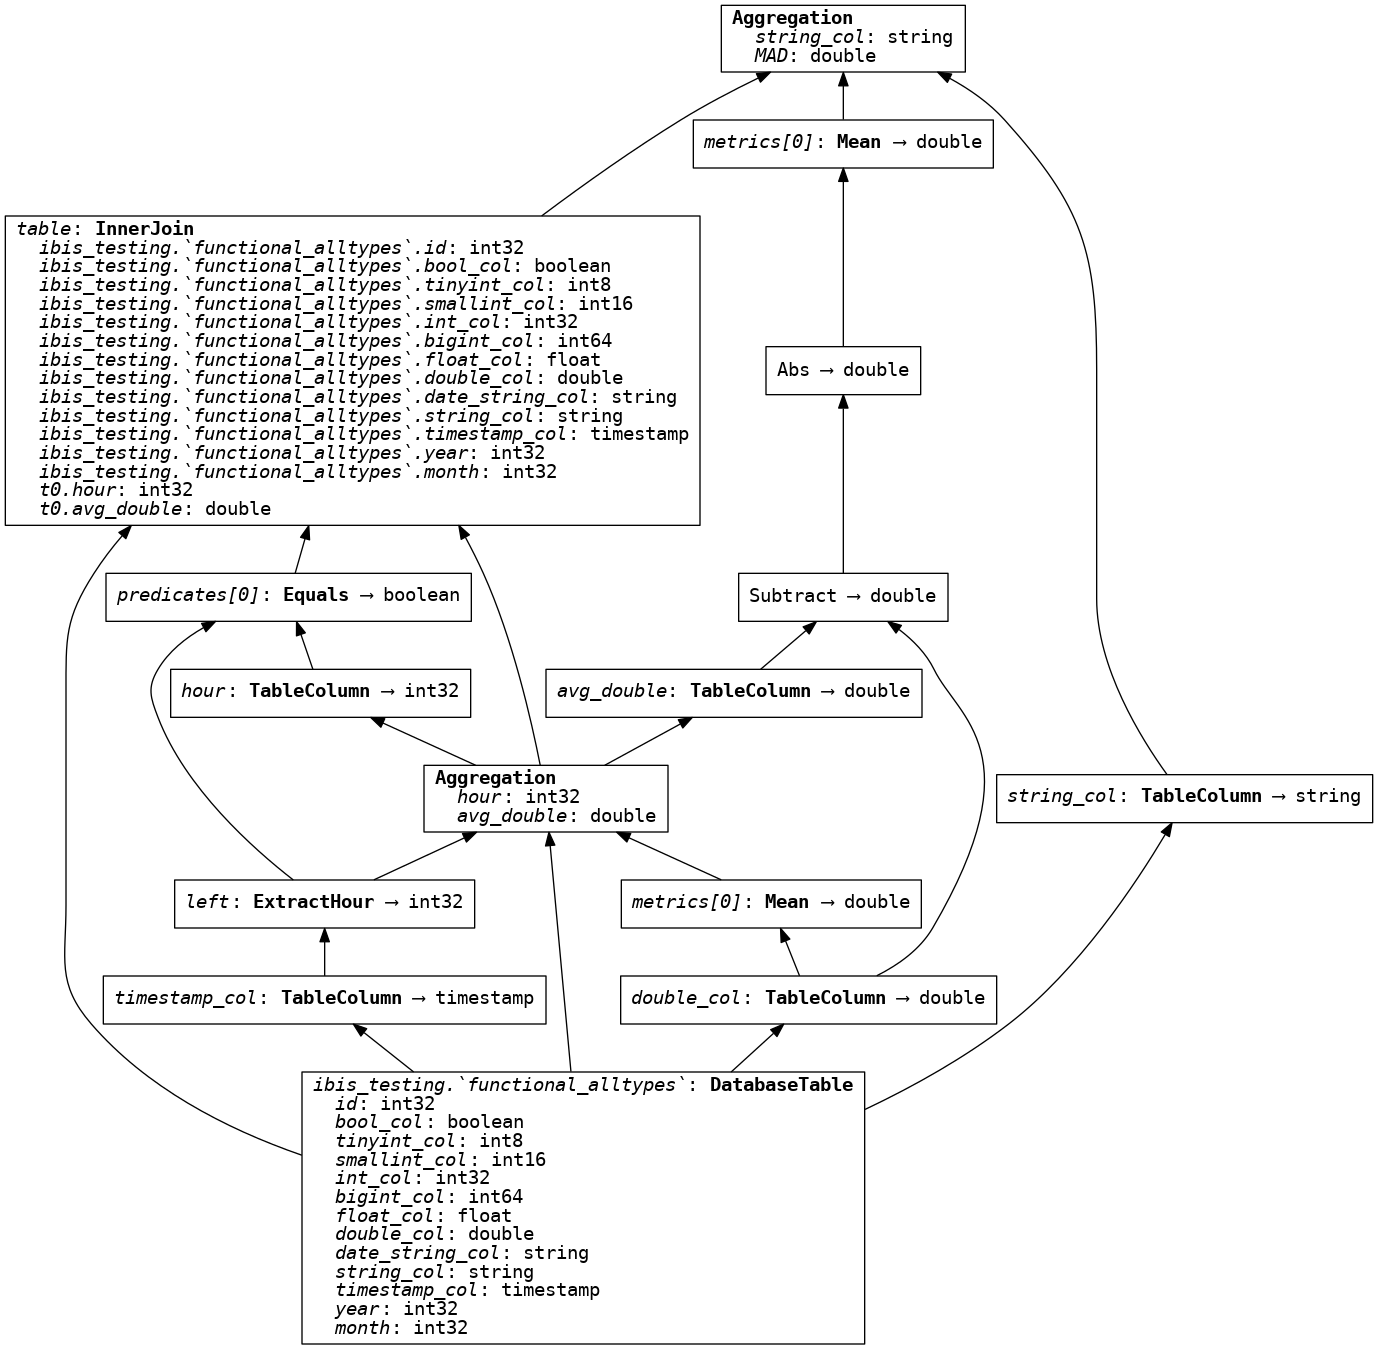 Aggregation
string_col: string
MAD: double
metrics[0]: Mean → double
table: InnerJoin
ibis_testing.`functional_alltypes`.id: int32
ibis_testing.`functional_alltypes`.bool_col: boolean
ibis_testing.`functional_alltypes`.tinyint_col: int8
ibis_testing.`functional_alltypes`.smallint_col: int16
ibis_testing.`functional_alltypes`.int_col: int32
ibis_testing.`functional_alltypes`.bigint_col: int64
ibis_testing.`functional_alltypes`.float_col: float
ibis_testing.`functional_alltypes`.double_col: double
ibis_testing.`functional_alltypes`.date_string_col: string
ibis_testing.`functional_alltypes`.string_col: string
ibis_testing.`functional_alltypes`.timestamp_col: timestamp
ibis_testing.`functional_alltypes`.year: int32
ibis_testing.`functional_alltypes`.month: int32
t0.hour: int32
t0.avg_double: double
Abs → double
predicates[0]: Equals → boolean
Subtract → double
hour: TableColumn → int32
avg_double: TableColumn → double
Aggregation
hour: int32
avg_double: double
string_col: TableColumn → string
left: ExtractHour → int32
metrics[0]: Mean → double
timestamp_col: TableColumn → timestamp
double_col: TableColumn → double
ibis_testing.`functional_alltypes`: DatabaseTable
id: int32
bool_col: boolean
tinyint_col: int8
smallint_col: int16
int_col: int32
bigint_col: int64
float_col: float
double_col: double
date_string_col: string
string_col: string
timestamp_col: timestamp
year: int32
month: int32